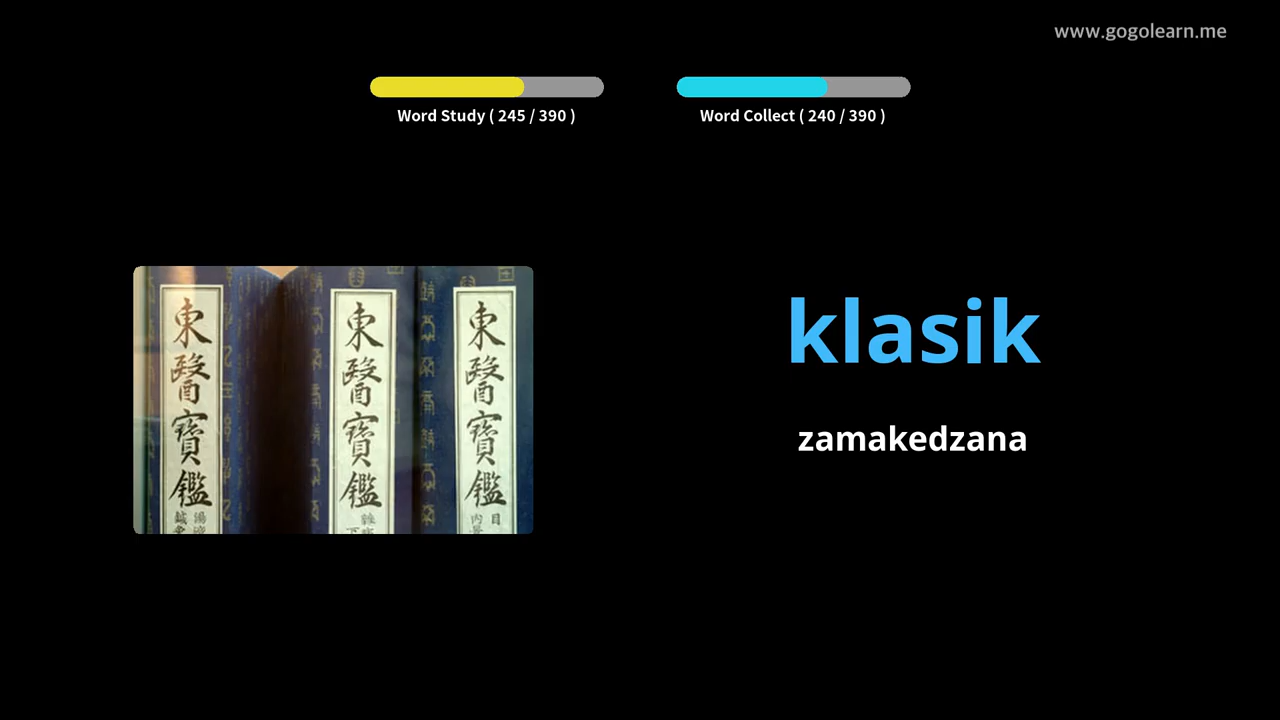 www.gogolearn.me
Word Study ( 245 / 390 )
Word Collect ( 240 / 390 )
東醫寶鑑
東醫寶鑑
東醫寶鑑
klasik
zamakedzana